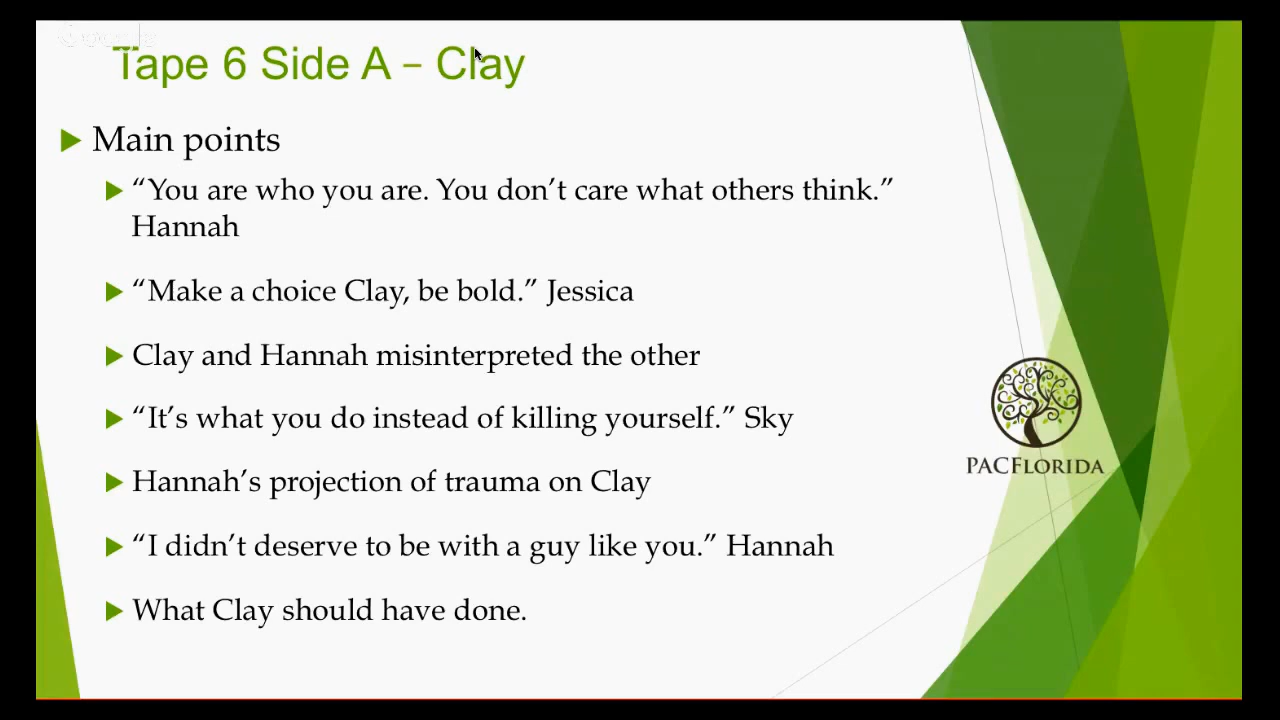 Tape 6 Side A – Clay
Main points
“You are who you are. You don’t care what others think.”
Hannah
“Make a choice Clay, be bold.” Jessica
Clay and Hannah misinterpreted the other
“It’s what you do instead of killing yourself.” Sky
Hannah’s projection of trauma on Clay
“I didn’t deserve to be with a guy like you.” Hannah
What Clay should have done.
PACFLORIDA